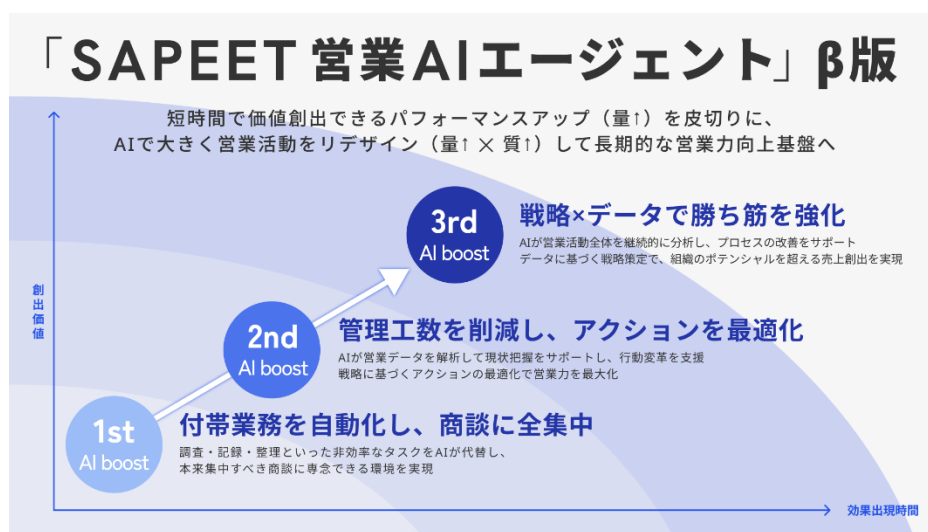 「SAPEET 営業AIエージェント」β版
短時間で価値創出できるパフォーマンスアップ（量↑）を皮切りに、
AIで大きく営業活動をリデザイン（量↑ × 質↑）して長期的な営業力向上基盤へ
創出価値
3rd
AI boost
戦略×データで勝ち筋を強化
AIが営業活動全体を継続的に分析し、プロセスの改善をサポート
データに基づく戦略策定で、組織のポテンシャルを超える売上創出を実現
2nd
AI boost
管理工数を削減し、アクションを最適化
AIが営業データを解析して現状把握をサポートし、行動変革を支援
戦略に基づくアクションの最適化で営業力を最大化
1st
AI boost
付帯業務を自動化し、商談に全集中
調査・記録・整理といった非効率なタスクをAIが代替し、
本来集中すべき商談に専念できる環境を実現
効果出現時間